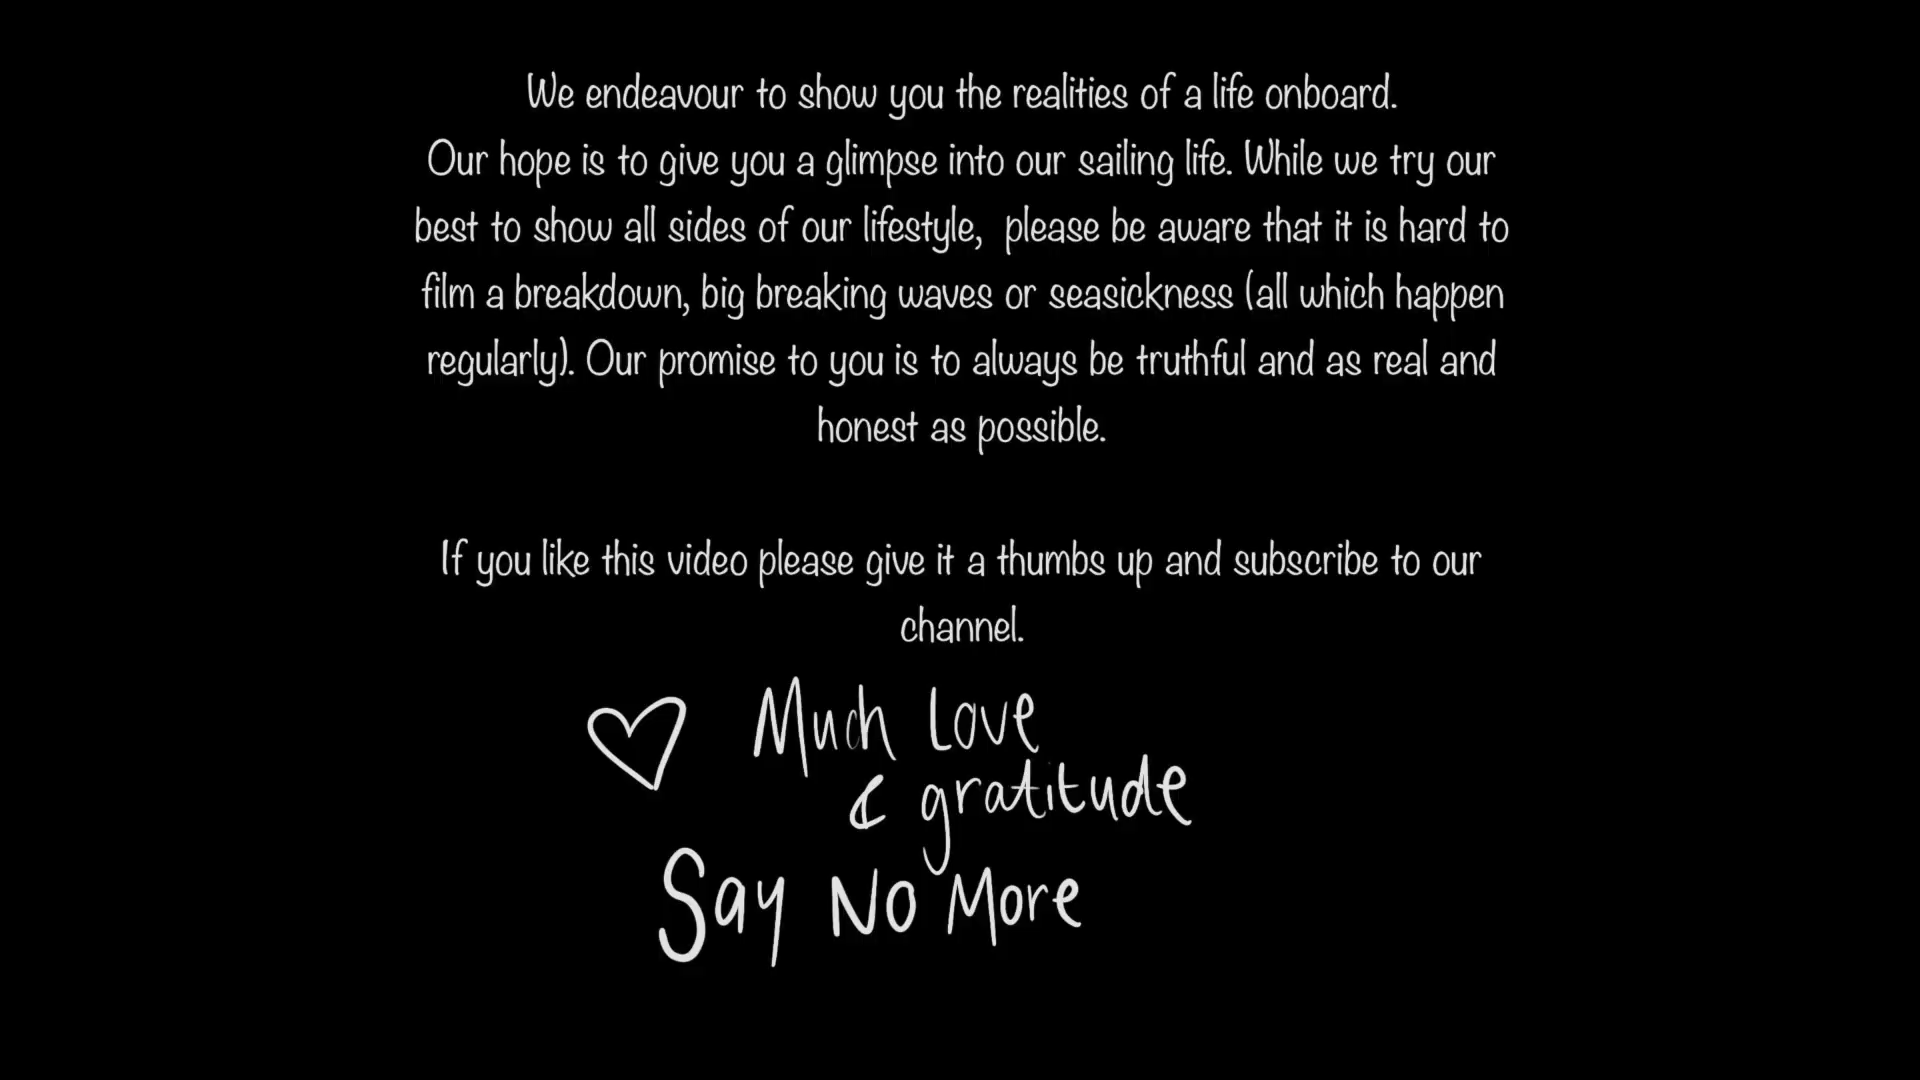 We endeavour to show you the realities of a life onboard.
Our hope is to give you a glimpse into our sailing life. While we try our
best to show all sides of our lifestyle,  please be aware that it is hard to
film a breakdown, big breaking waves or seasickness (all which happen
regularly). Our promise to you is to always be truthful and as real and
honest as possible.
If you like this video please give it a thumbs up and subscribe to our
channel.
Much Love
& gratitude
Say No More